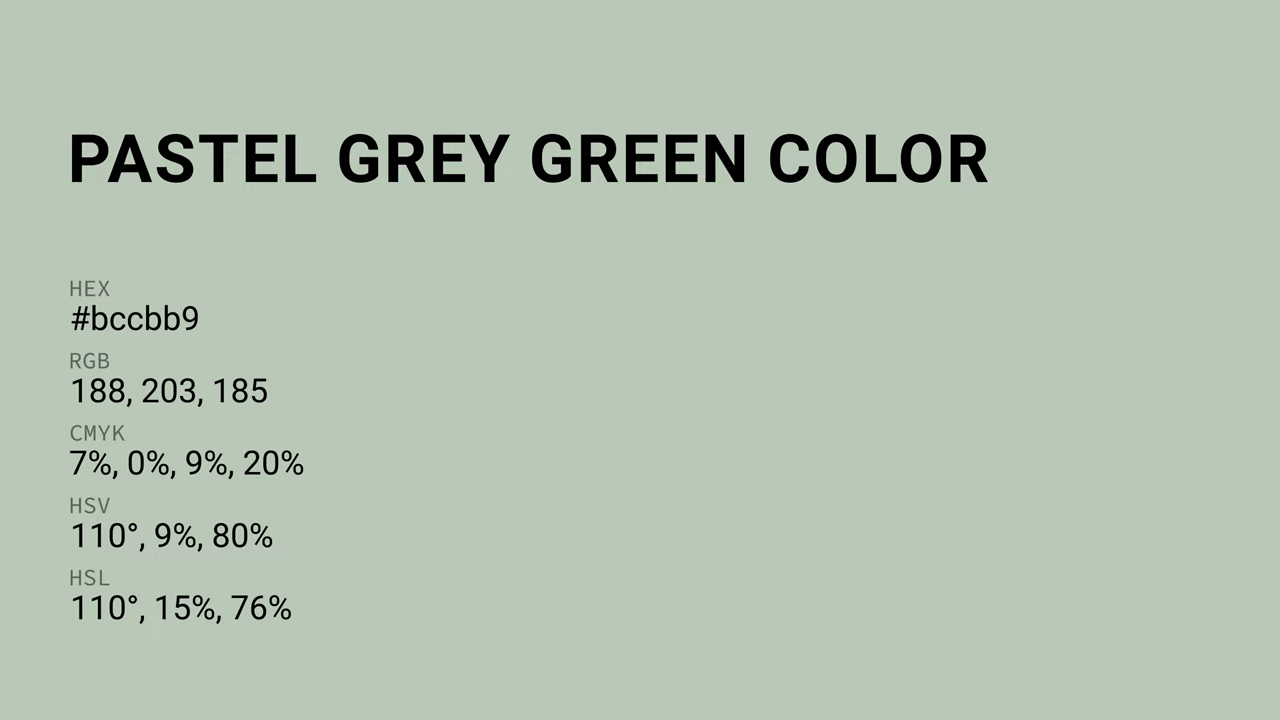 PASTEL GREY GREEN COLOR
HEX
#bccbb9
RGB
188, 203, 185
CMYK
7%, 0%, 9%, 20%
HSV
110°, 9%, 80%
HSL
110°, 15%, 76%